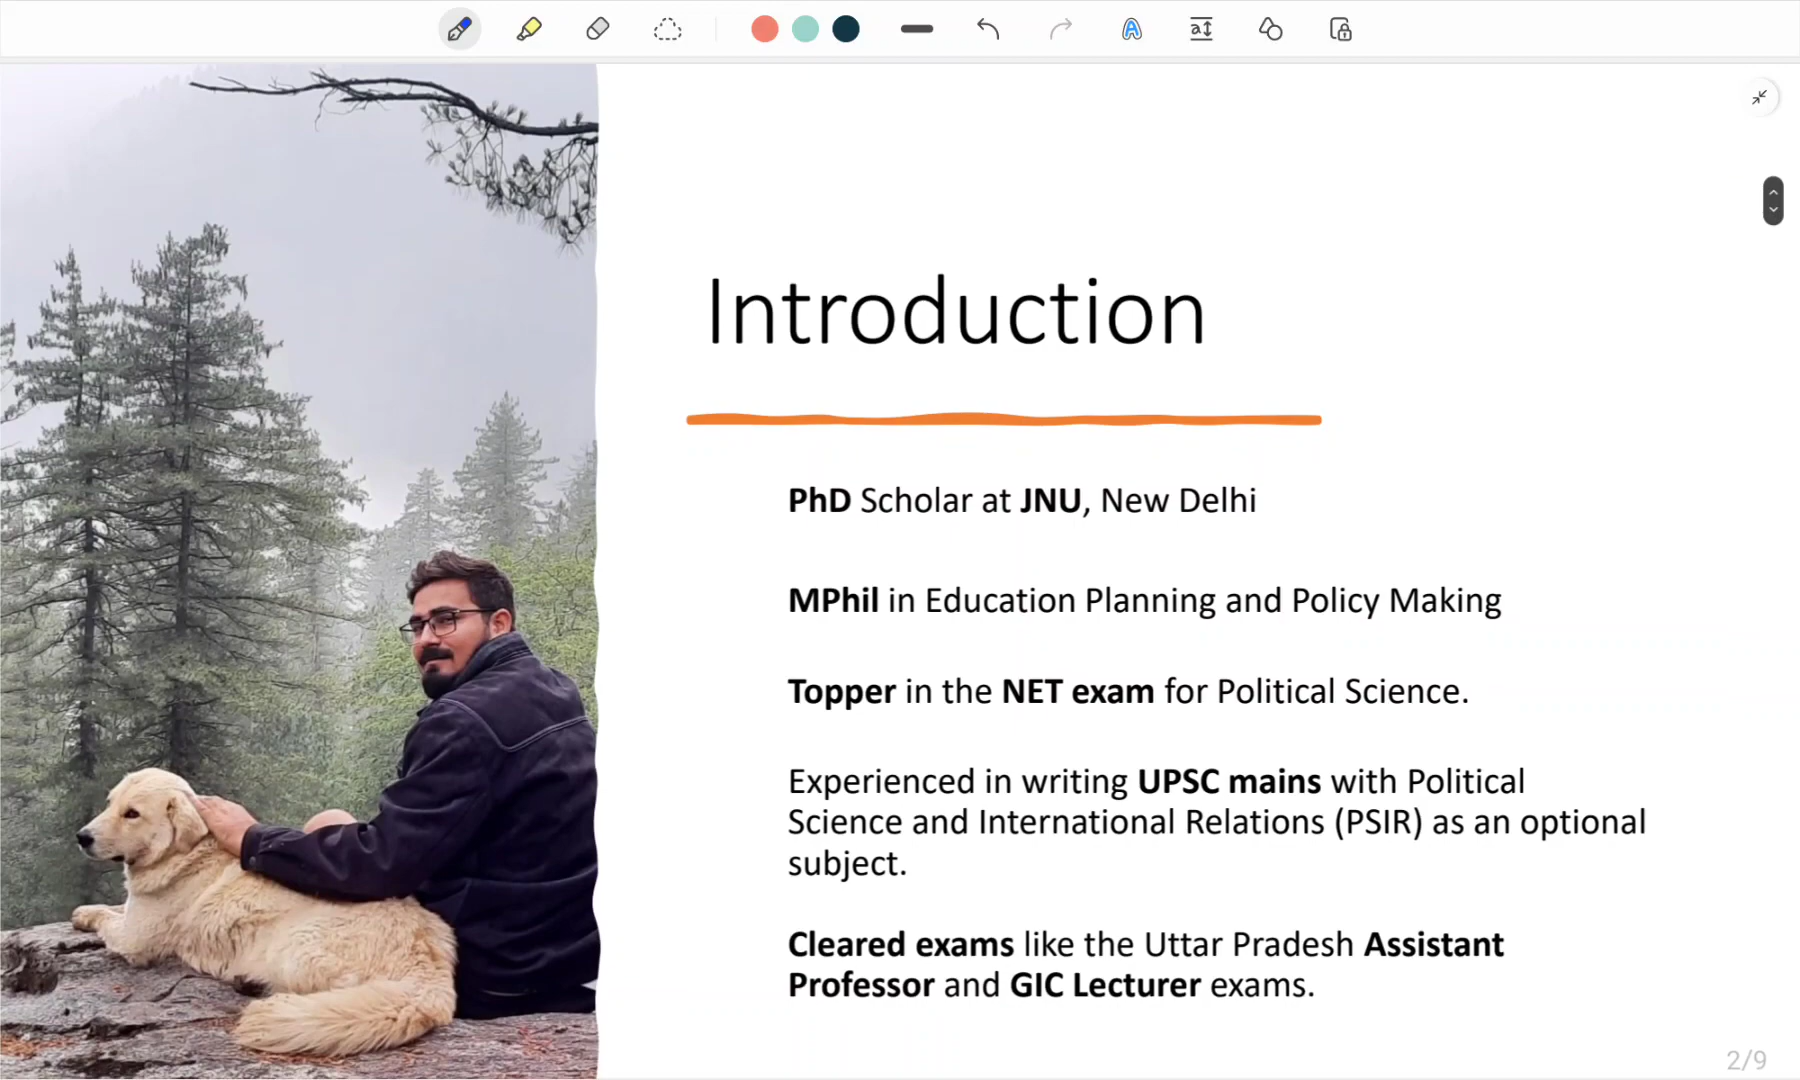 Introduction
PhD Scholar at JNU, New Delhi
MPhil in Education Planning and Policy Making
Topper in the NET exam for Political Science.
Experienced in writing UPSC mains with Political
Science and International Relations (PSIR) as an optional
subject.
Cleared exams like the Uttar Pradesh Assistant
Professor and GIC Lecturer exams.
2/9